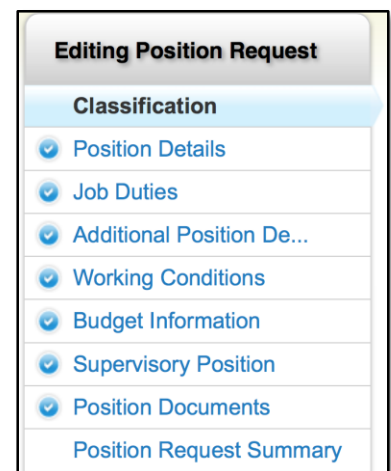 Editing Position Request
Classification
Position Details
Job Duties
Additional Position De...
Working Conditions
Budget Information
Supervisory Position
Position Documents
Position Request Summary